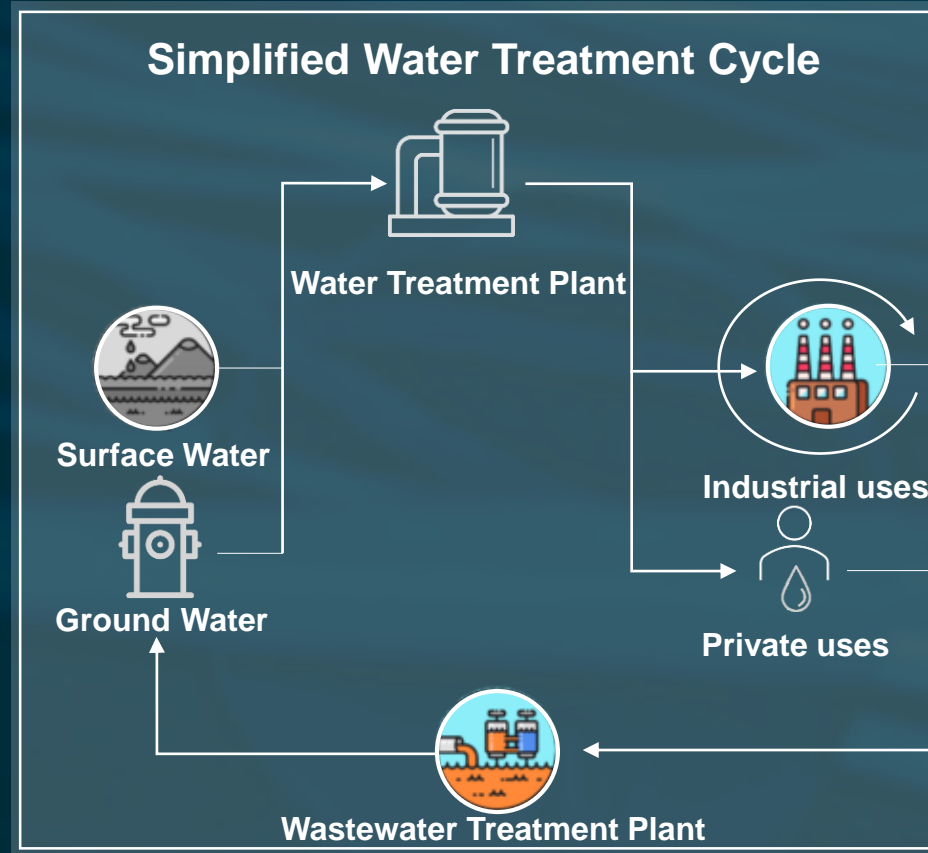 Simplified Water Treatment Cycle
Water Treatment Plant
Surface Water
Industrial uses
Ground Water
Private uses
Wastewater Treatment Plant